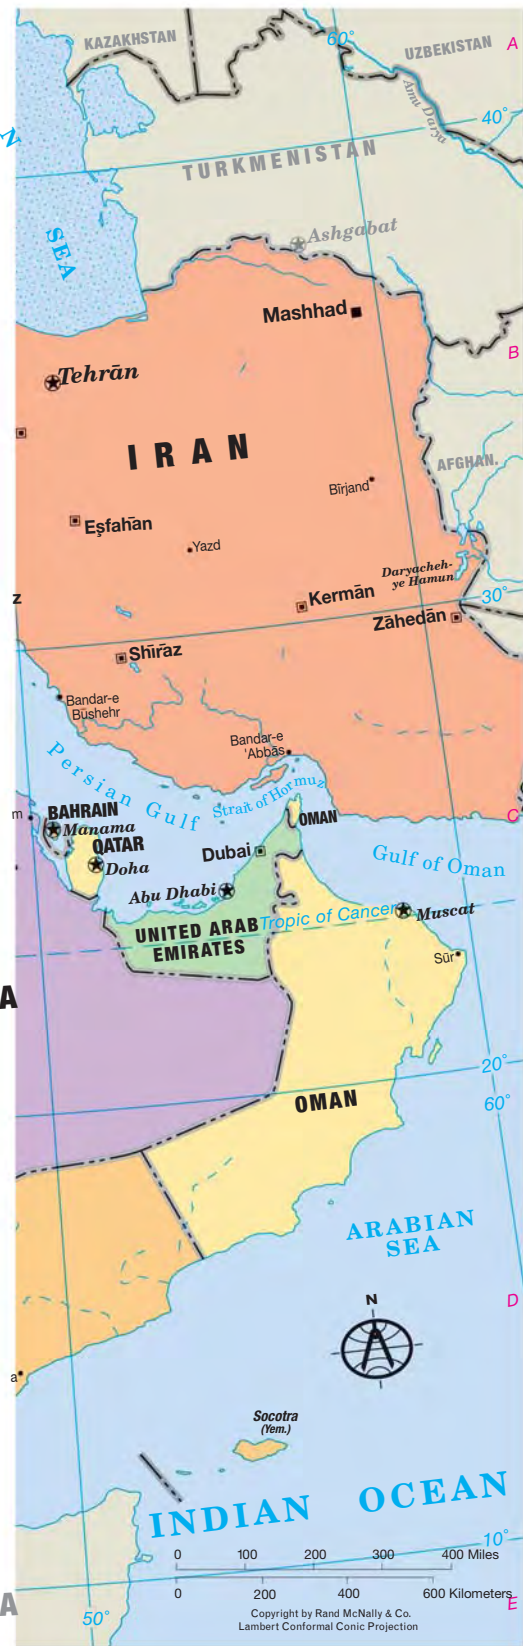 KAZAKHSTAN
60°
UZBEKISTAN
A
N
Amu Darya
40°
TURKMENISTAN
SEA
Ashgabat
Mashhad
B
Tehrān
IRAN
AFGHAN.
Bīrjand
Eşfahān
Yazd
Daryacheh-
ye Hamun
z
Kermān
30°
Zāhedān
Shīrāz
Bandar-e
Būshehr
Bandar-e
'Abbās
Persian Gulf
Strait of Hormuz
m
BAHRAIN
Manama
OMAN
C
QATAR
Doha
Dubai
Gulf of Oman
Abu Dhabi
Tropic of Cancer
Muscat
UNITED ARAB
EMIRATES
Sūr
A
20°
OMAN
60°
ARABIAN
SEA
N
D
a
Socotra
(Yem.)
INDIAN OCEAN
10°
0 100 200 300 400 Miles
0 200 400 600 Kilometers
A
E
50°
Copyright by Rand McNally & Co.
Lambert Conformal Conic Projection